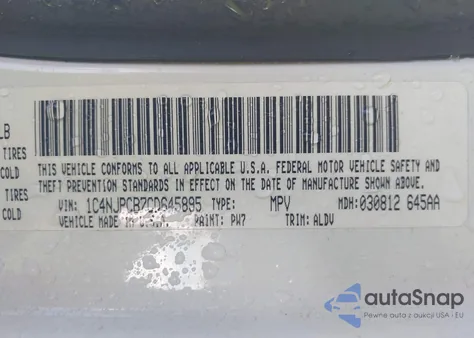 LB
TIRES
COLD
TIRES
COLD
THIS VEHICLE CONFORMS TO ALL APPLICABLE U.S.A. FEDERAL MOTOR VEHICLE SAFETY AND
THEFT PREVENTION STANDARDS IN EFFECT ON THE DATE OF MANUFACTURE SHOWN ABOVE.
VIN: 1C4NJPCB7CD645895 TYPE: MPV MDH: 030812 645AA
VEHICLE MADE IN PAINT: PW7 TRIM: ALDV
autoSnap
Pewne auta z aukcji USA - EU